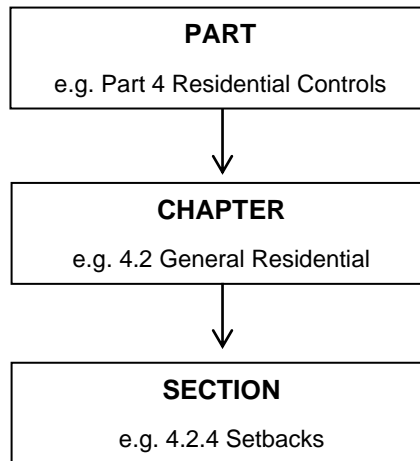 PART
e.g. Part 4 Residential Controls
CHAPTER
e.g. 4.2 General Residential
SECTION
e.g. 4.2.4 Setbacks